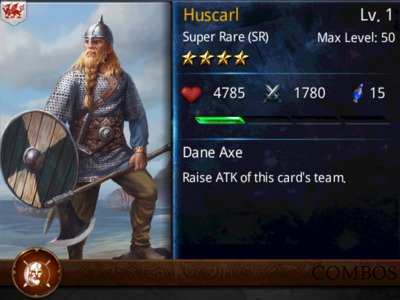 Huscarl Lv. 1
Super Rare (SR) Max Level: 50
4785 1780 15
Dane Axe
Raise ATK of this card's team.
COMBOS